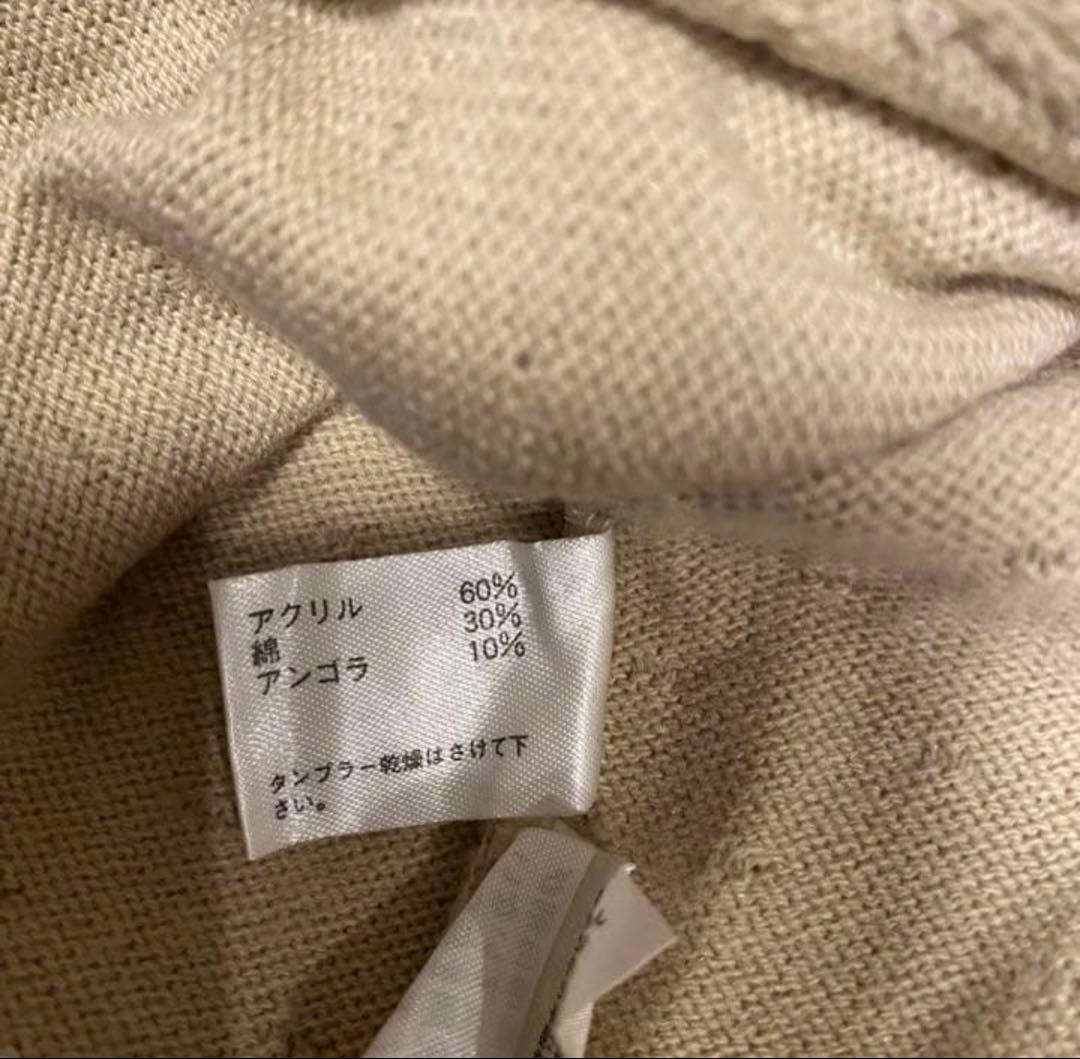 アクリル 60%
綿 30%
アンゴラ 10%
タンブラー乾燥はさけて下
さい。